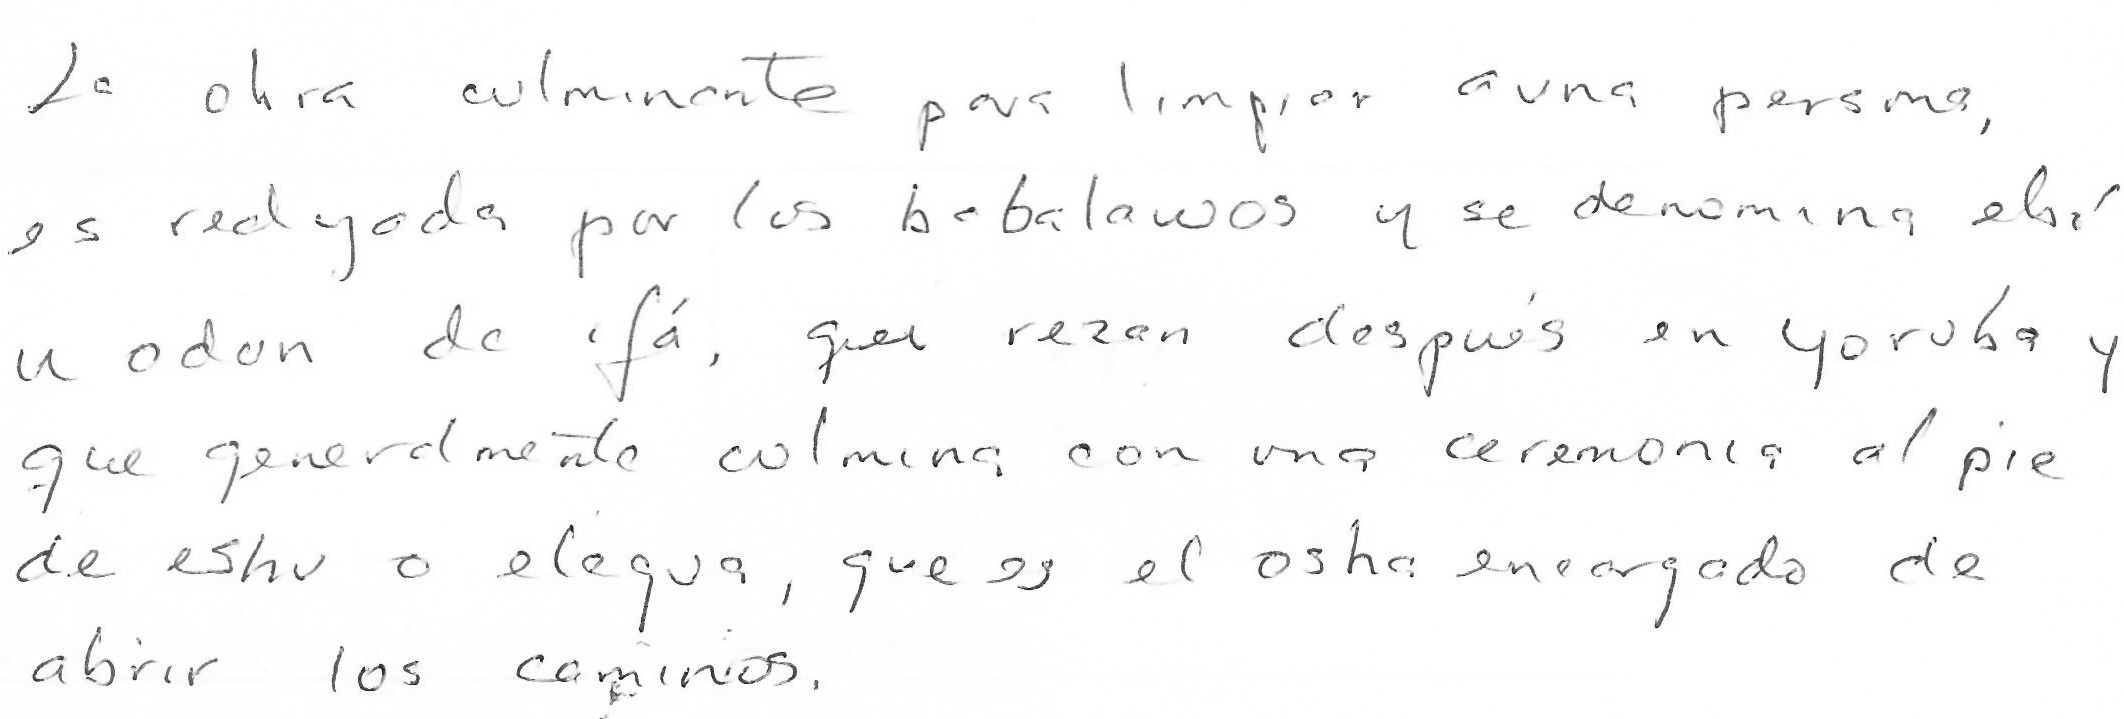 La obra culminante para limpiar a una persona,
es realizada por los babalawos y se denomina ebó
u odon de ifá, que rezan después en yoruba y
que generalmente culmina con una ceremonia al pie
de eshu o elegua, que es el osha encargado de
abrir los caminos.